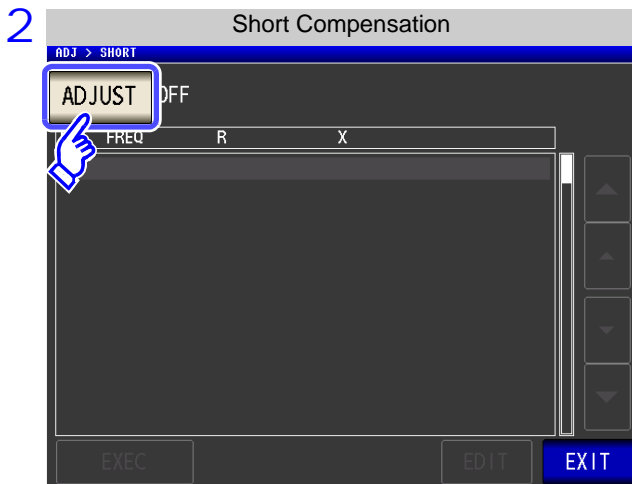 2
Short Compensation
ADJ > SHORT
ADJUST OFF
FREQ R X
EXEC EDIT EXIT